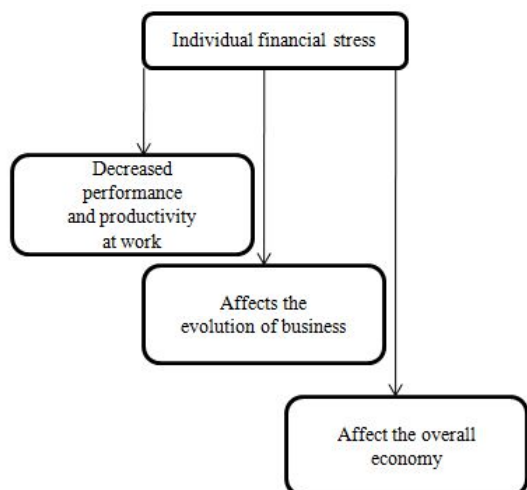 Individual financial stress
Decreased
performance
and productivity
at work
Affects the
evolution of business
Affect the overall
economy